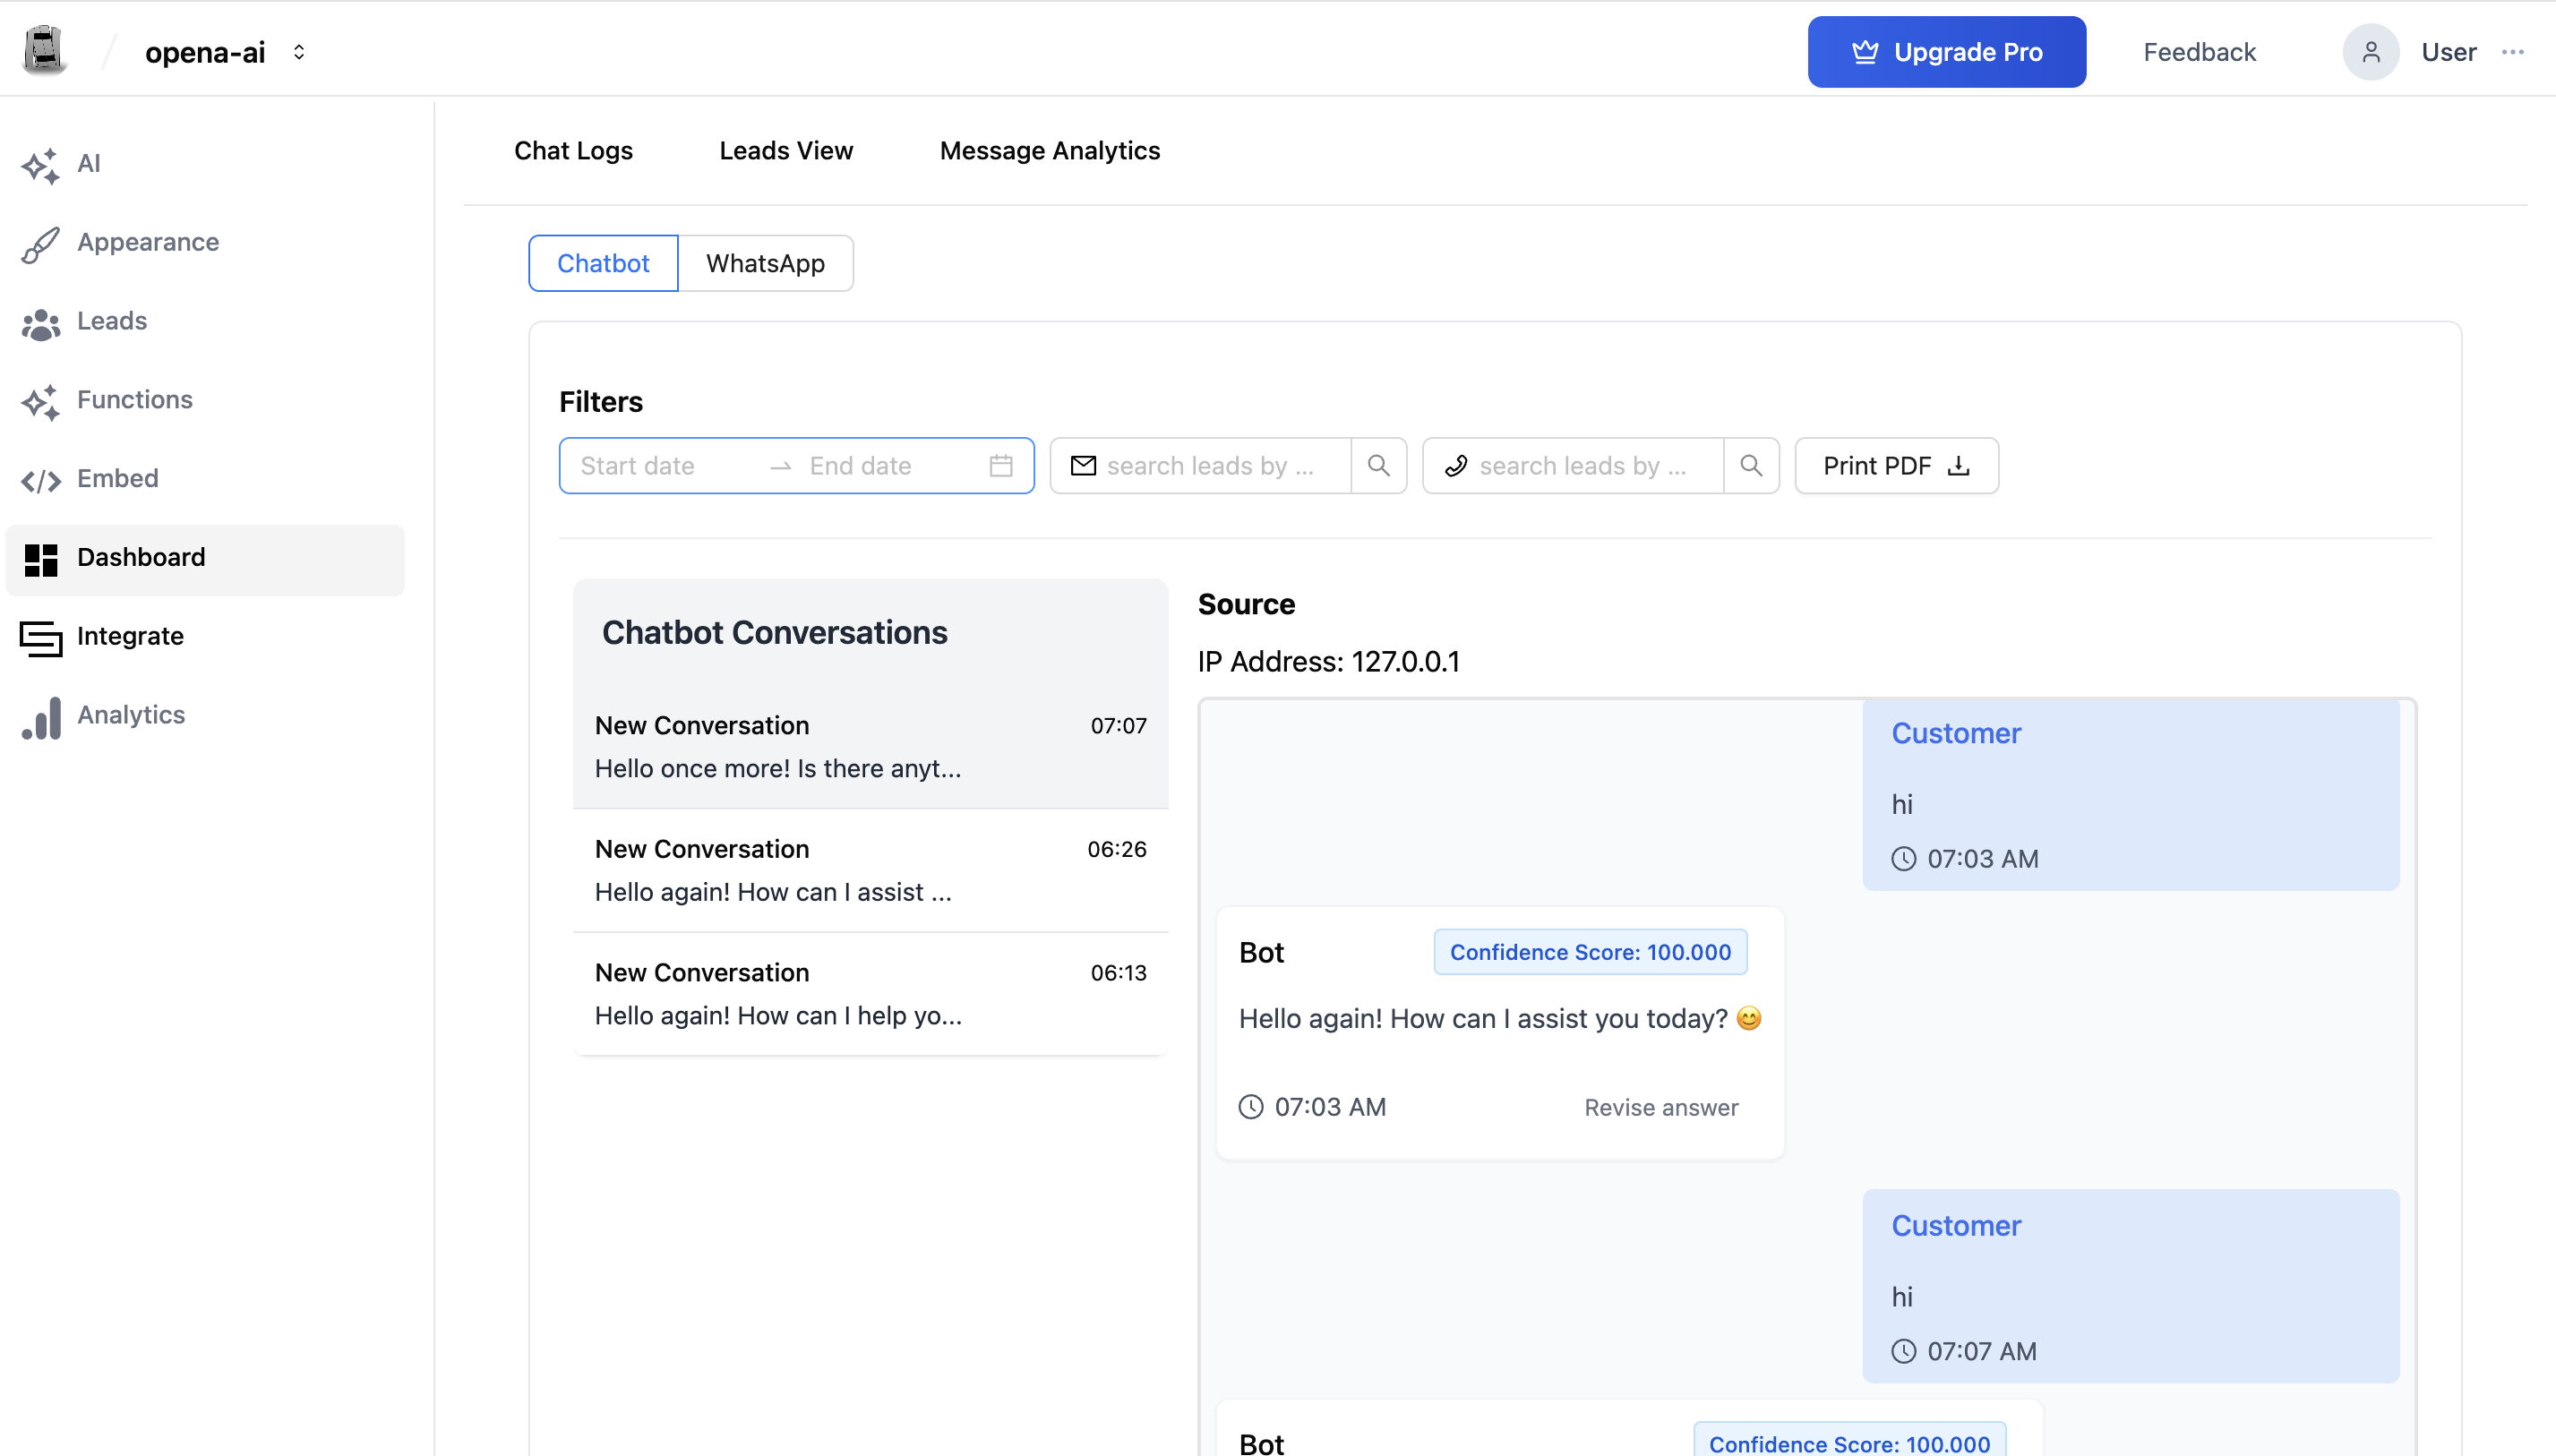 opena-ai
Upgrade Pro
Feedback
User
AI
Appearance
Leads
Functions
Embed
Dashboard
Integrate
Analytics
Chat Logs
Leads View
Message Analytics
Chatbot
WhatsApp
Filters
Start date
End date
search leads by ...
search leads by ...
Print PDF
Chatbot Conversations
New Conversation 07:07
Hello once more! Is there anyt...
New Conversation 06:26
Hello again! How can I assist ...
New Conversation 06:13
Hello again! How can I help yo...
Source
IP Address: 127.0.0.1
Customer
hi
07:03 AM
Bot
Confidence Score: 100.000
Hello again! How can I assist you today? 😊
07:03 AM
Revise answer
Customer
hi
07:07 AM
Bot
Confidence Score: 100.000